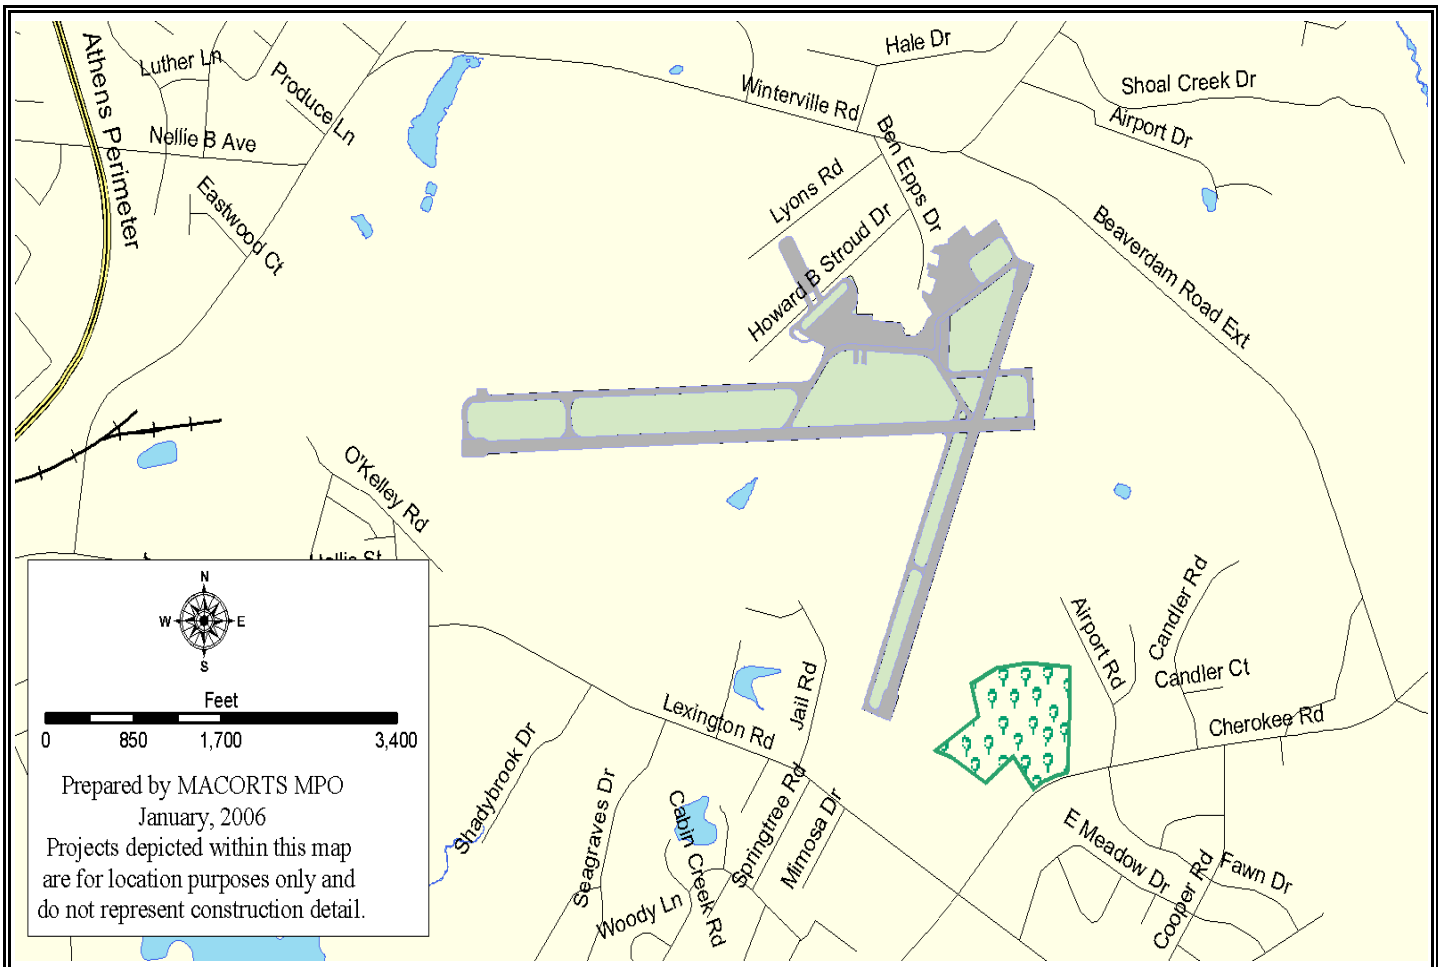 Hale Dr
Luther Ln
Athens Perimeter
Produce Ln
Winterville Rd
Shoal Creek Dr
Airport Dr
Nellie B Ave
Ben Epps Dr
Lyons Rd
Eastwood Ct
Howard B Stroud Dr
Beaverdam Road Ext
O'Kelley Rd
Hollis St
Candler Rd
Airport Rd
Candler Ct
Jail Rd
Lexington Rd
Cherokee Rd
Shadybrook Dr
Seagraves Dr
Cabin Creek Rd
Springtree Rd
Mimosa Dr
E Meadow Dr
Fawn Dr
Cooper Rd
Woody Ln
N
W E
S
Feet
0 850 1,700 3,400
Prepared by MACORTS MPO
January, 2006
Projects depicted within this map
are for location purposes only and
do not represent construction detail.